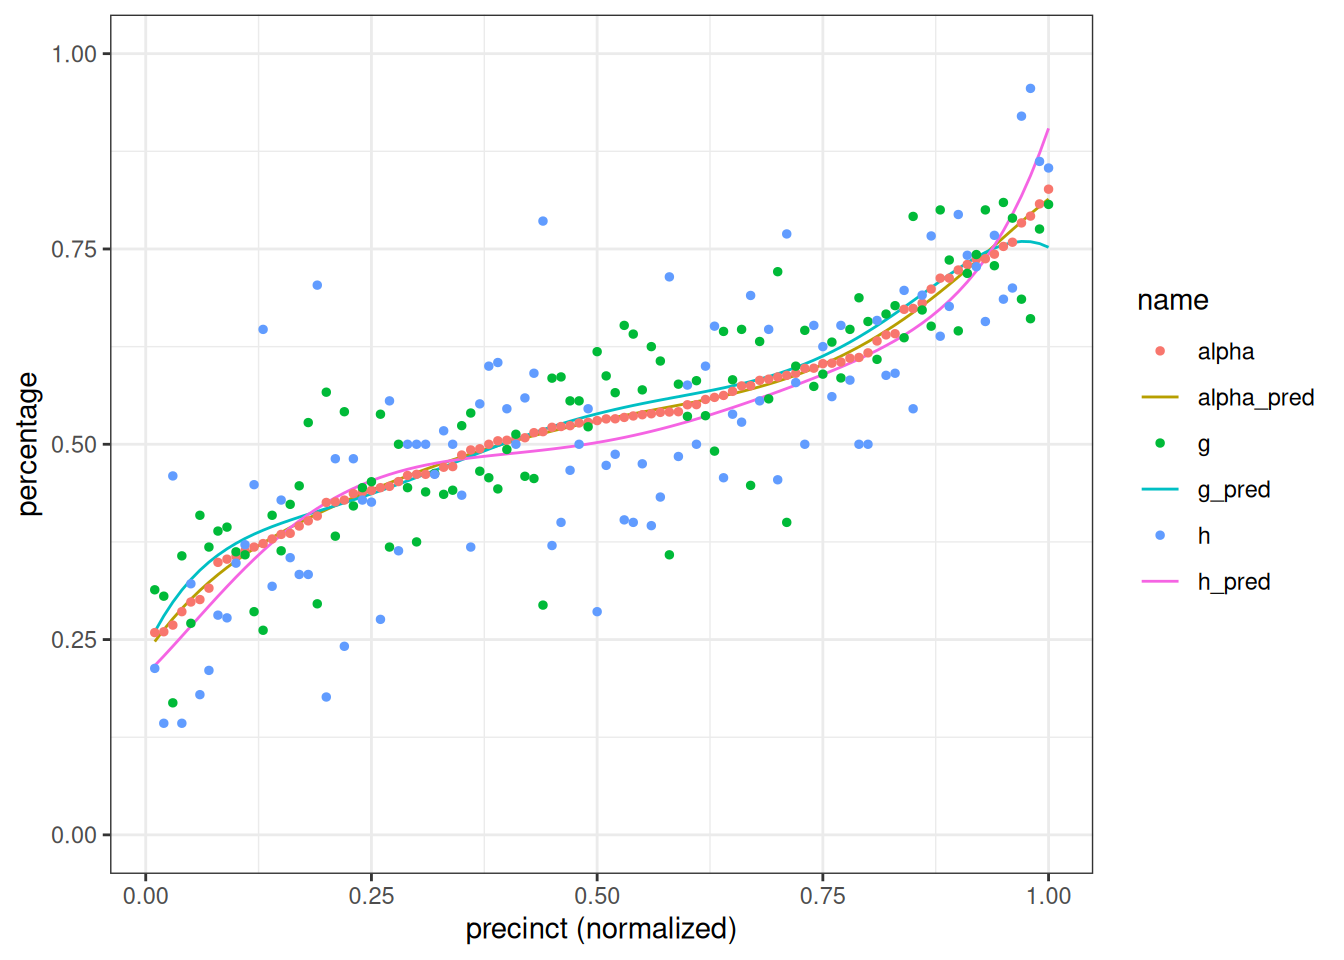 1.00
0.75
0.50
0.25
0.00
percentage
0.00 0.25 0.50 0.75 1.00
precinct (normalized)
name
alpha
alpha_pred
g
g_pred
h
h_pred